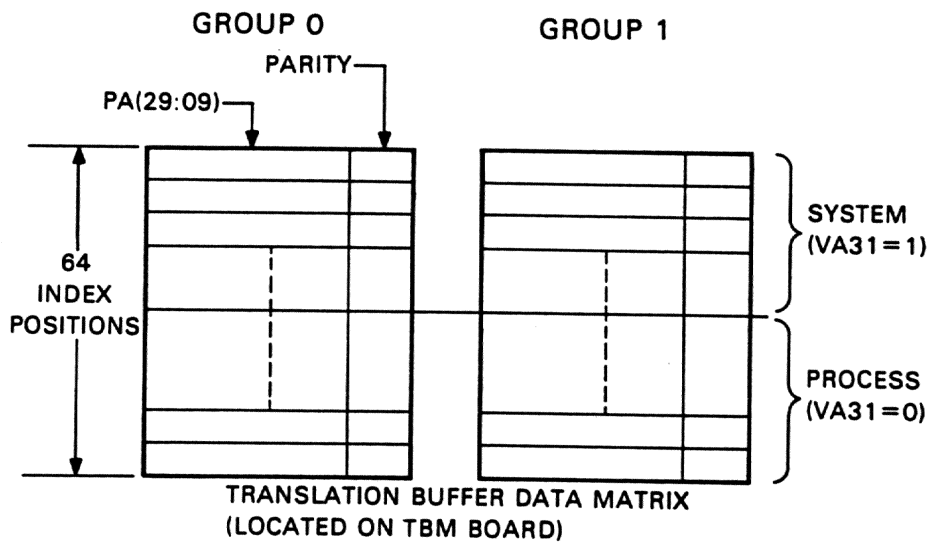 GROUP 0
GROUP 1
PARITY
PA(29:09)
64
INDEX
POSITIONS
SYSTEM
(VA31=1)
PROCESS
(VA31=0)
TRANSLATION BUFFER DATA MATRIX
(LOCATED ON TBM BOARD)